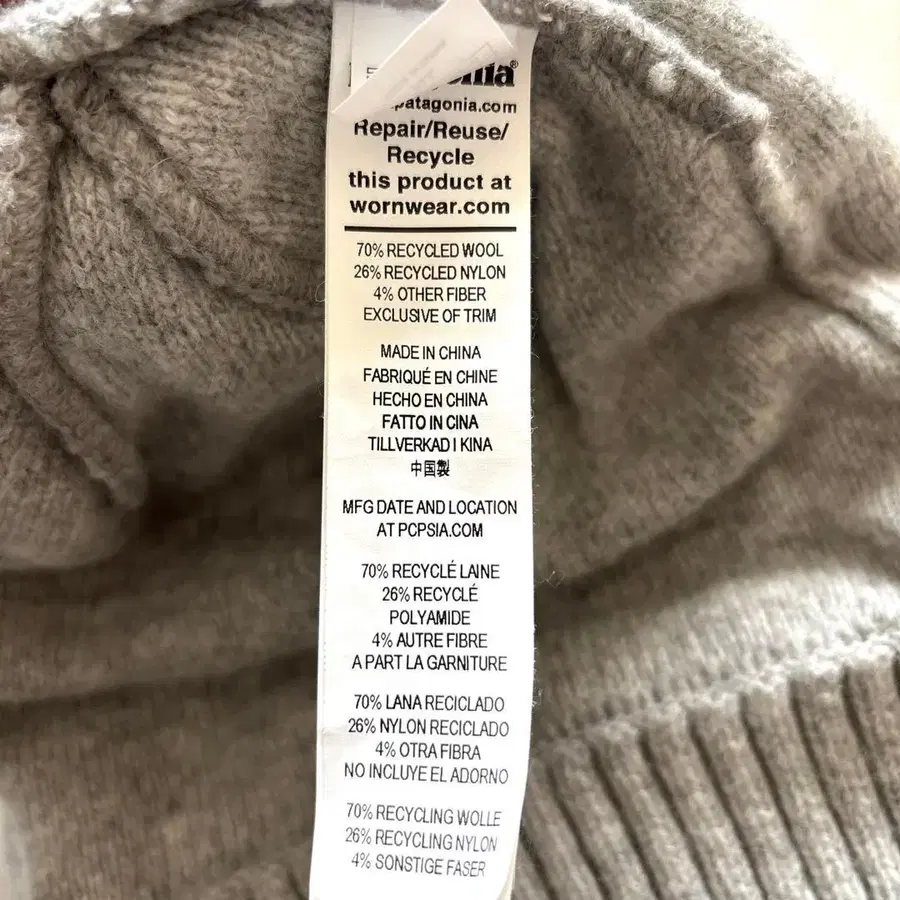 patagonia.com
Repair/Reuse/
Recycle
this product at
wornwear.com
70% RECYCLED WOOL
26% RECYCLED NYLON
4% OTHER FIBER
EXCLUSIVE OF TRIM
MADE IN CHINA
FABRIQUÉ EN CHINE
HECHO EN CHINA
FATTO IN CINA
TILLVERKAD I KINA
中国製
MFG DATE AND LOCATION
AT PCPSIA.COM
70% RECYCLÉ LAINE
26% RECYCLÉ
POLYAMIDE
4% AUTRE FIBRE
A PART LA GARNITURE
70% LANA RECICLADO
26% NYLON RECICLADO
4% OTRA FIBRA
NO INCLUYE EL ADORNO
70% RECYCLING WOLLE
26% RECYCLING NYLON
4% SONSTIGE FASER